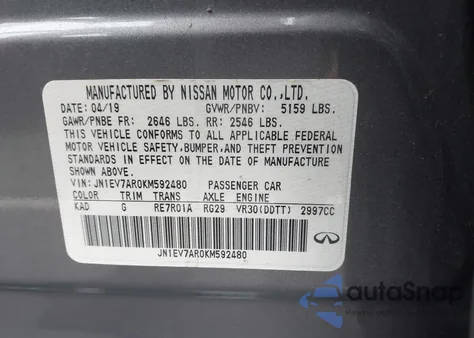 MANUFACTURED BY NISSAN MOTOR CO.,LTD.
DATE: 04/19 GVWR/PNBV: 5159 LBS.
GAWR/PNBE FR: 2646 LBS. RR: 2546 LBS.
THIS VEHICLE CONFORMS TO ALL APPLICABLE FEDERAL
MOTOR VEHICLE SAFETY,BUMPER,AND THEFT PREVENTION
STANDARDS IN EFFECT ON THE DATE OF MANUFACTURE
SHOWN ABOVE.
VIN: JN1EV7AR0KM592480 PASSENGER CAR
COLOR TRIM TRANS AXLE ENGINE
KAD G RE7R01A RG29 VR30(DDTT) 2997CC
JN1EV7AR0KM592480
autoSnap